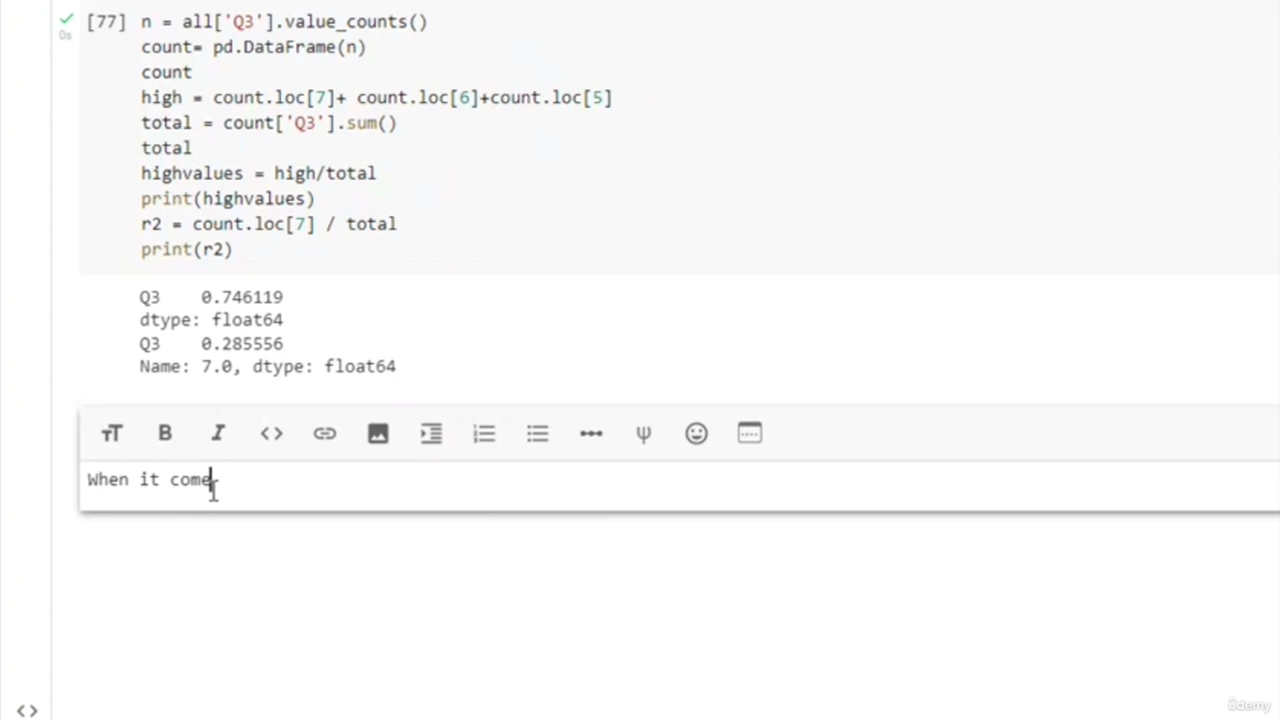 [77] n = all['Q3'].value_counts()
0s
count= pd.DataFrame(n)
count
high = count.loc[7]+ count.loc[6]+count.loc[5]
total = count['Q3'].sum()
total
highvalues = high/total
print(highvalues)
r2 = count.loc[7] / total
print(r2)
Q3    0.746119
dtype: float64
Q3    0.285556
Name: 7.0, dtype: float64
When it come
ûdemy